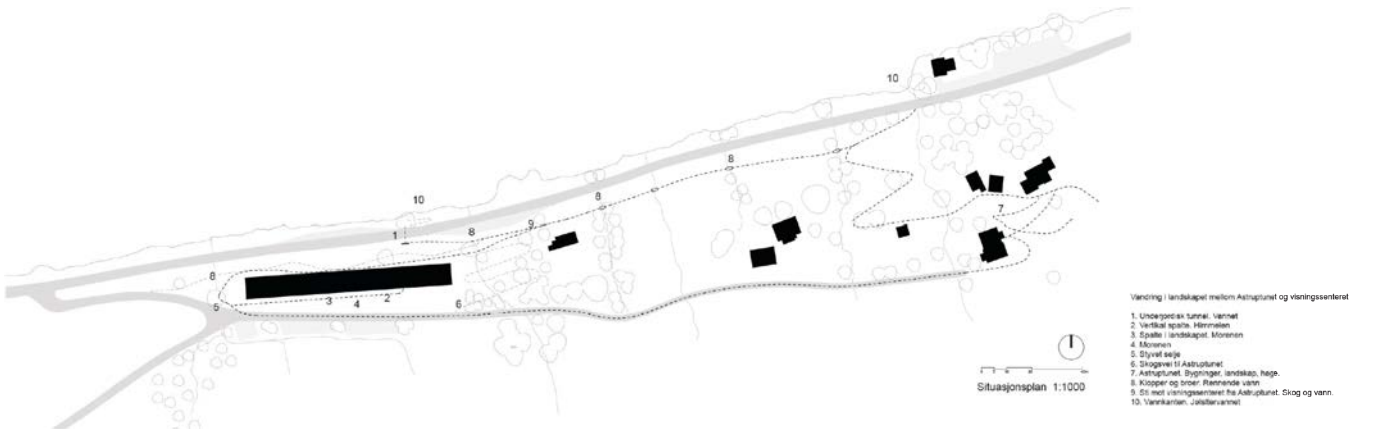 10
10
8
8
7
9
8
1
8
5
3
4
2
6
Situasjonsplan 1:1000
Vandring i landskapet mellom Astruptunet og visningssenteret
1. Underjordisk tunnel. Vannet
2. Vertikal spalte. Himmelen
3. Spalte i landskapet. Morenen
4. Morenen
5. Styvet selje
6. Skogsvei til Astruptunet
7. Astruptunet. Bygninger, landskap, hage.
8. Klopper og broer. Rennende vann
9. Sti mot visningssenteret fra Astruptunet. Skog og vann.
10. Vannkanten. Jølstervannet